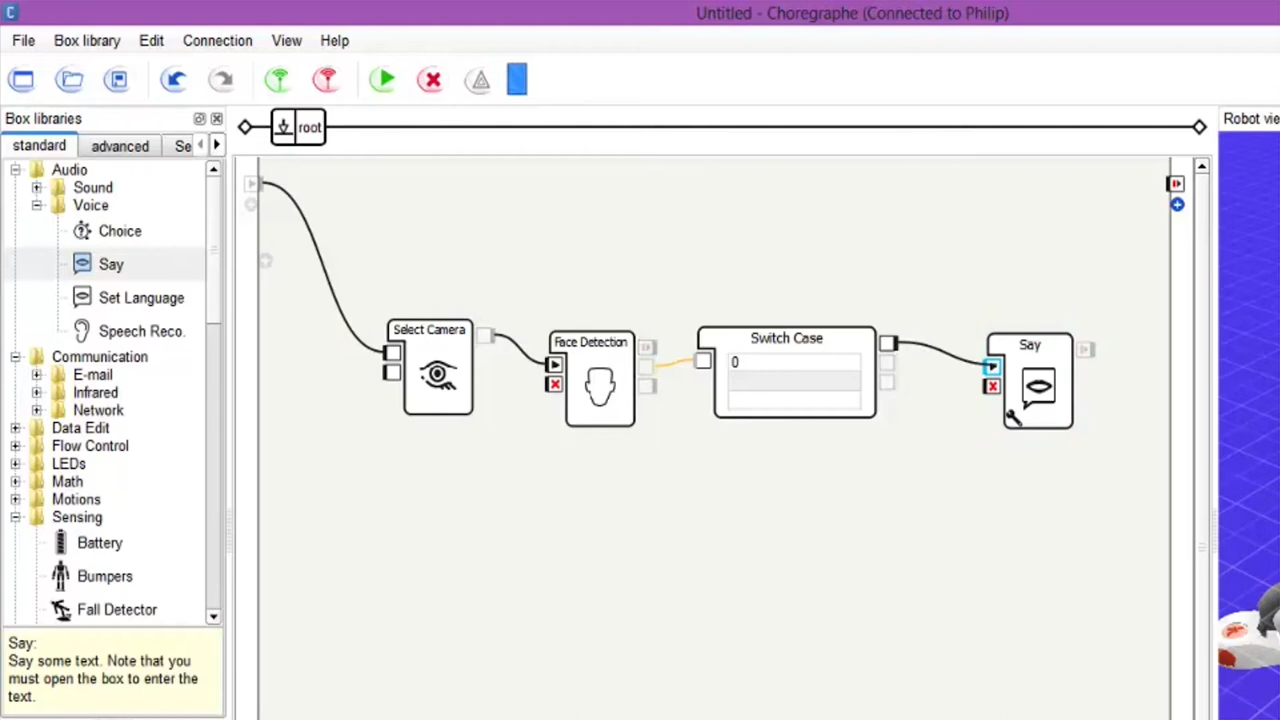 C
Untitled - Choregraphe (Connected to Philip)
File Box library Edit Connection View Help
Box libraries
standard advanced Se
Audio
Sound
Voice
Choice
Say
Set Language
Speech Reco.
Communication
E-mail
Infrared
Network
Data Edit
Flow Control
LEDs
Math
Motions
Sensing
Battery
Bumpers
Fall Detector
Say:
Say some text. Note that you
must open the box to enter the
text.
root
Select Camera
Face Detection
Switch Case
0
Say
Robot vie